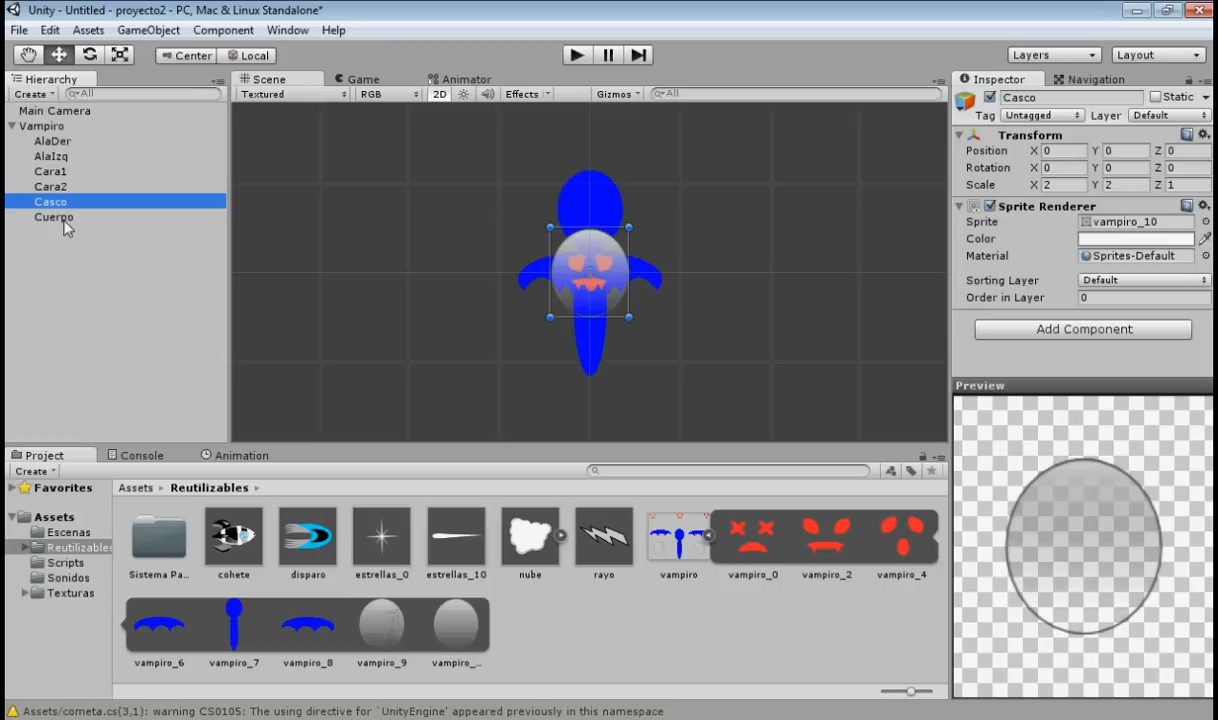 Unity - Untitled - proyecto2 - PC, Mac & Linux Standalone*
File Edit Assets GameObject Component Window Help
Center Local Layers Layout
Hierarchy Scene Game Animator Inspector Navigation
Create All Textured RGB 2D Effects Gizmos All
Casco Static
Tag Untagged Layer Default
Main Camera
Vampiro
AlaDer
AlaIzq
Cara1
Cara2
Casco
Cuerpo
Transform
Position X 0 Y 0 Z 0
Rotation X 0 Y 0 Z 0
Scale X 2 Y 2 Z 1
Sprite Renderer
Sprite vampiro_10
Color
Material Sprites-Default
Sorting Layer Default
Order in Layer 0
Add Component
Preview
Project Console Animation
Create
Favorites
Assets
Escenas
Reutilizables
Scripts
Sonidos
Texturas
Assets Reutilizables
Sistema Pa... cohete disparo estrellas_0 estrellas_10 nube rayo vampiro vampiro_0 vampiro_2 vampiro_4
vampiro_6 vampiro_7 vampiro_8 vampiro_9 vampiro_...
Assets/cometa.cs(3,1): warning CS0105: The using directive for `UnityEngine' appeared previously in this namespace